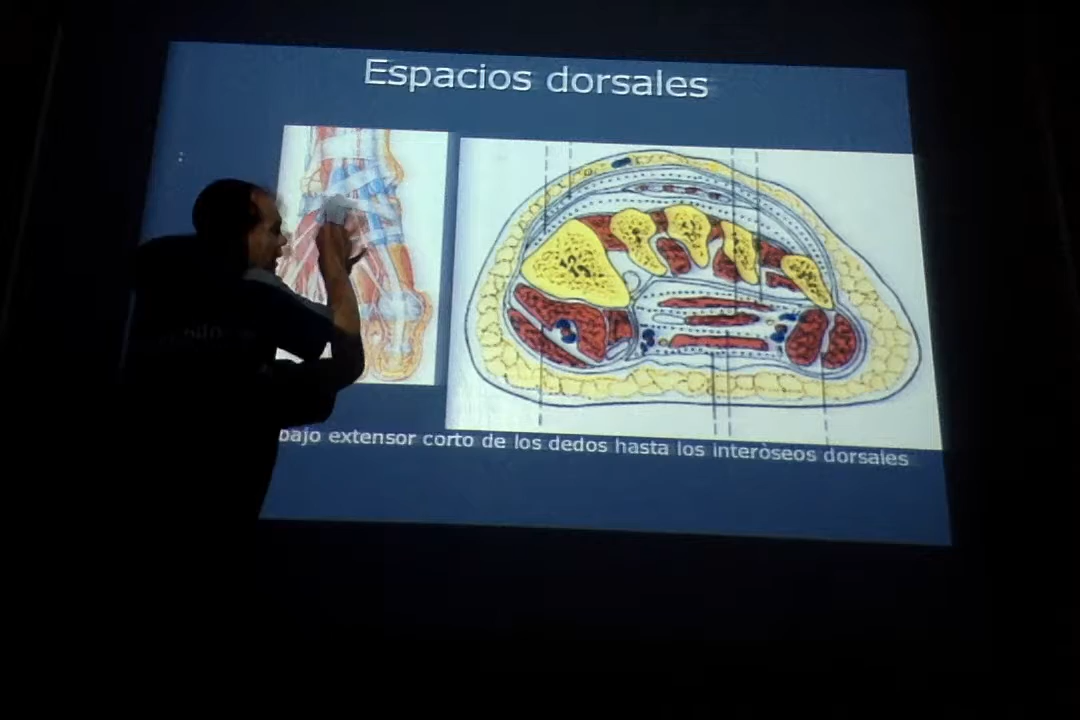 Espacios dorsales
bajo extensor corto de los dedos hasta los interòseos dorsales